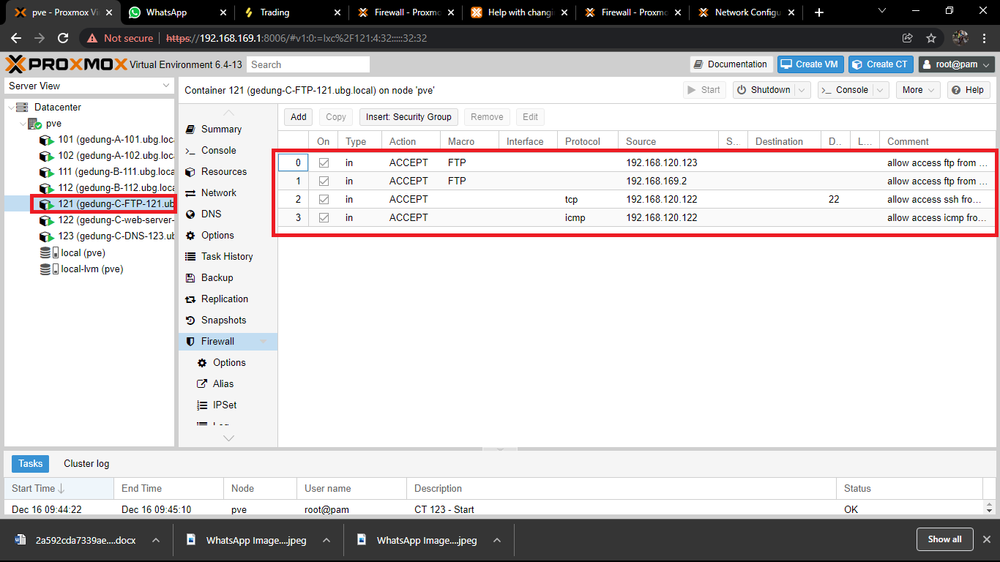 pve - Proxmox Vi
WhatsApp
Trading
Firewall - Proxmo
Help with changi
Firewall - Proxmo
Network Configu
Not secure
https://192.168.169.1:8006/#v1:0:=lxc%2F121:4:32:::::32:32
PROXMOX Virtual Environment 6.4-13
Search
Documentation
Create VM
Create CT
root@pam
Server View
Container 121 (gedung-C-FTP-121.ubg.local) on node 'pve'
Start
Shutdown
Console
More
Help
Datacenter
pve
101 (gedung-A-101.ubg.loca
102 (gedung-A-102.ubg.loca
111 (gedung-B-111.ubg.loca
112 (gedung-B-112.ubg.loca
121 (gedung-C-FTP-121.ub
122 (gedung-C-web-server-
123 (gedung-C-DNS-123.ub
local (pve)
local-lvm (pve)
Summary
Console
Resources
Network
DNS
Options
Task History
Backup
Replication
Snapshots
Firewall
Options
Alias
IPSet
Log
Add
Copy
Insert: Security Group
Remove
Edit
On Type Action Macro Interface Protocol Source S... Destination D... L... Comment
0 in ACCEPT FTP 192.168.120.123 allow access ftp from ...
1 in ACCEPT FTP 192.168.169.2 allow access ftp from ...
2 in ACCEPT tcp 192.168.120.122 22 allow access ssh fro...
3 in ACCEPT icmp 192.168.120.122 allow access icmp fro...
Tasks
Cluster log
Start Time End Time Node User name Description Status
Dec 16 09:44:22 Dec 16 09:45:10 pve root@pam CT 123 - Start OK
2a592cda7339ae....docx
WhatsApp Image....jpeg
WhatsApp Image....jpeg
Show all